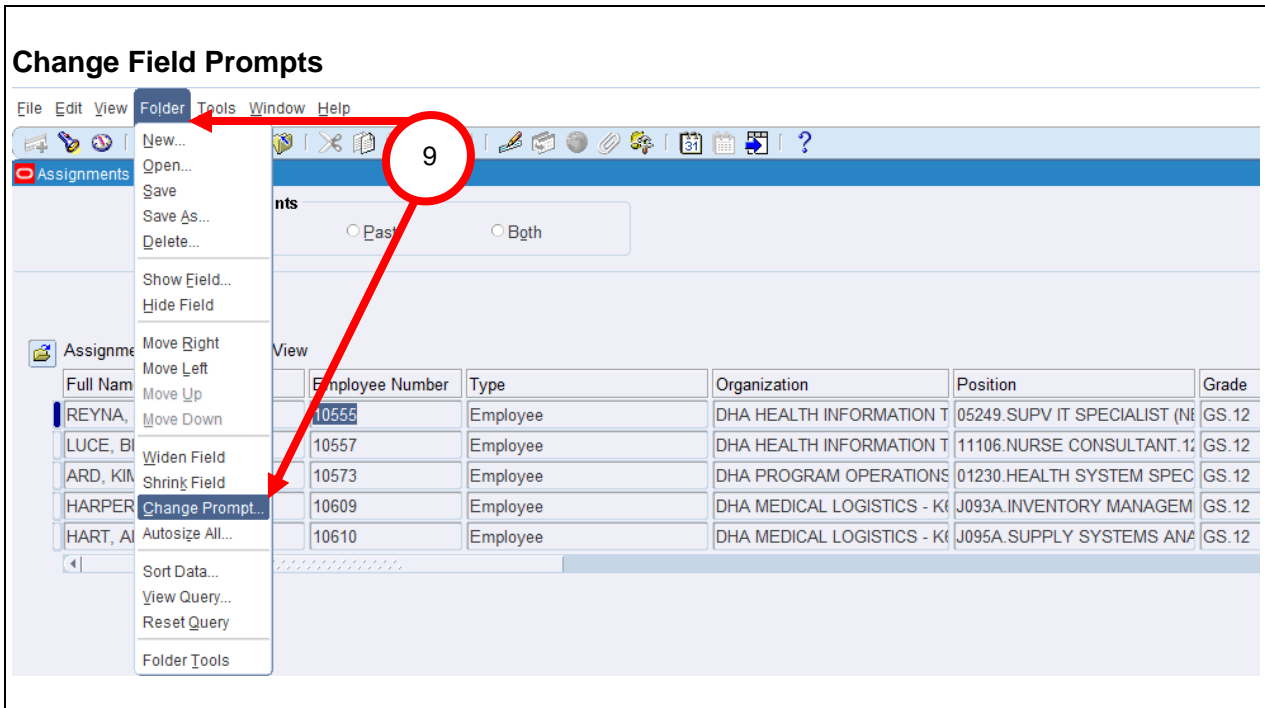 Change Field Prompts
File Edit View Folder Tools Window Help
New...
Open...
Save
Save As...
Delete...
Show Field...
Hide Field
Move Right
Move Left
Move Up
Move Down
Widen Field
Shrink Field
Change Prompt...
Autosize All...
Sort Data...
View Query...
Reset Query
Folder Tools
9
31
?
Assignments
nts
Past
Both
Assignme View
Full Nam Employee Number Type Organization Position Grade
REYNA, 10555 Employee DHA HEALTH INFORMATION T 05249.SUPV IT SPECIALIST (NE GS.12
LUCE, BI 10557 Employee DHA HEALTH INFORMATION T 11106.NURSE CONSULTANT.12 GS.12
ARD, KIM 10573 Employee DHA PROGRAM OPERATIONS 01230.HEALTH SYSTEM SPEC GS.12
HARPER 10609 Employee DHA MEDICAL LOGISTICS - K6 J093A.INVENTORY MANAGEM GS.12
HART, Al 10610 Employee DHA MEDICAL LOGISTICS - K6 J095A.SUPPLY SYSTEMS ANA GS.12